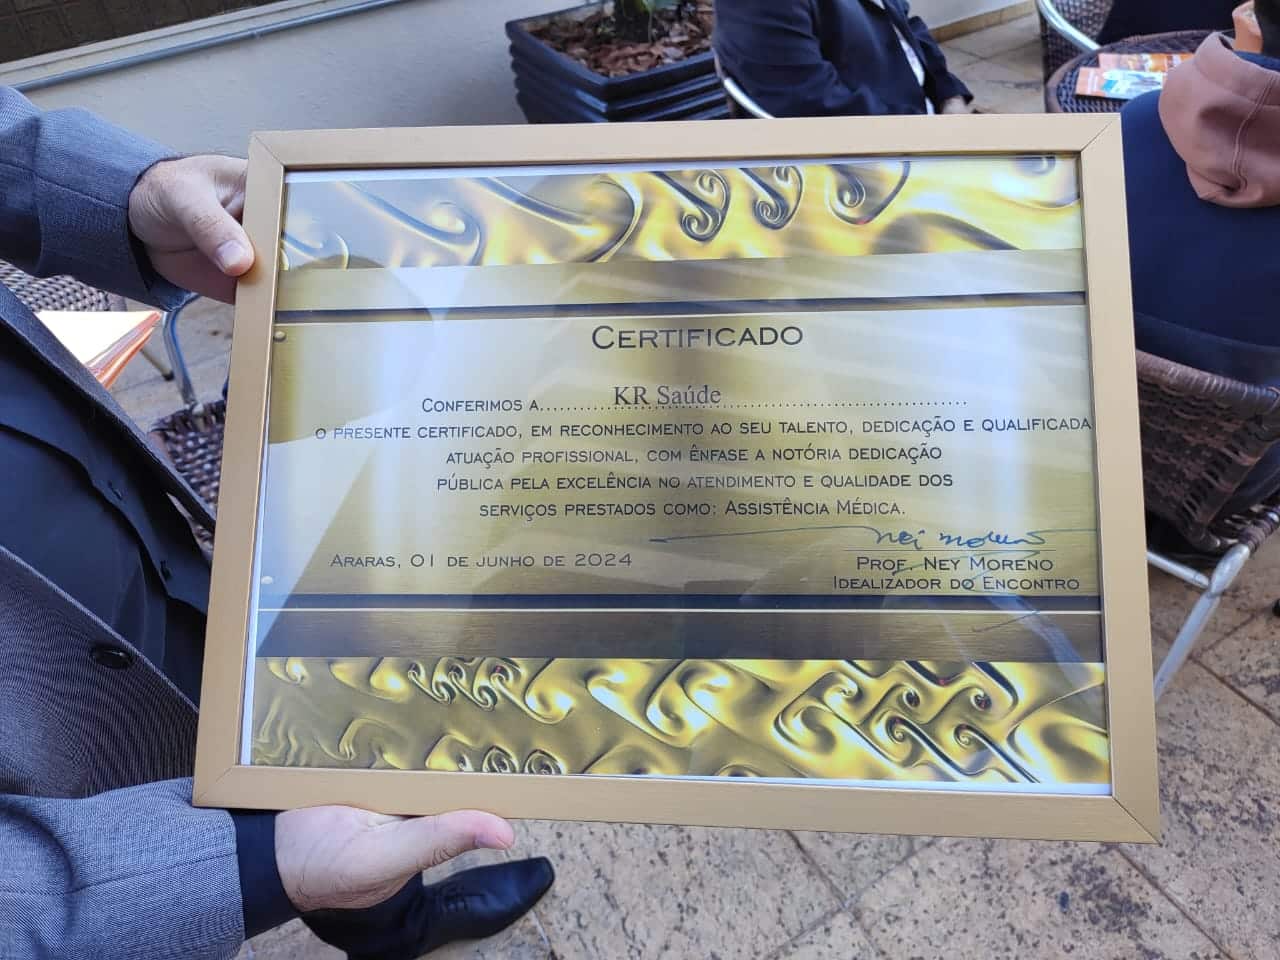 CERTIFICADO
CONFERIMOS A................KR Saúde................................................
O PRESENTE CERTIFICADO, EM RECONHECIMENTO AO SEU TALENTO, DEDICAÇÃO E QUALIFICADA
ATUAÇÃO PROFISSIONAL, COM ÊNFASE A NOTÓRIA DEDICAÇÃO
PÚBLICA PELA EXCELÊNCIA NO ATENDIMENTO E QUALIDADE DOS
SERVIÇOS PRESTADOS COMO: ASSISTÊNCIA MÉDICA.
Ney Moreno
ARARAS, 01 DE JUNHO DE 2024
PROF. NEY MORENO
IDEALIZADOR DO ENCONTRO